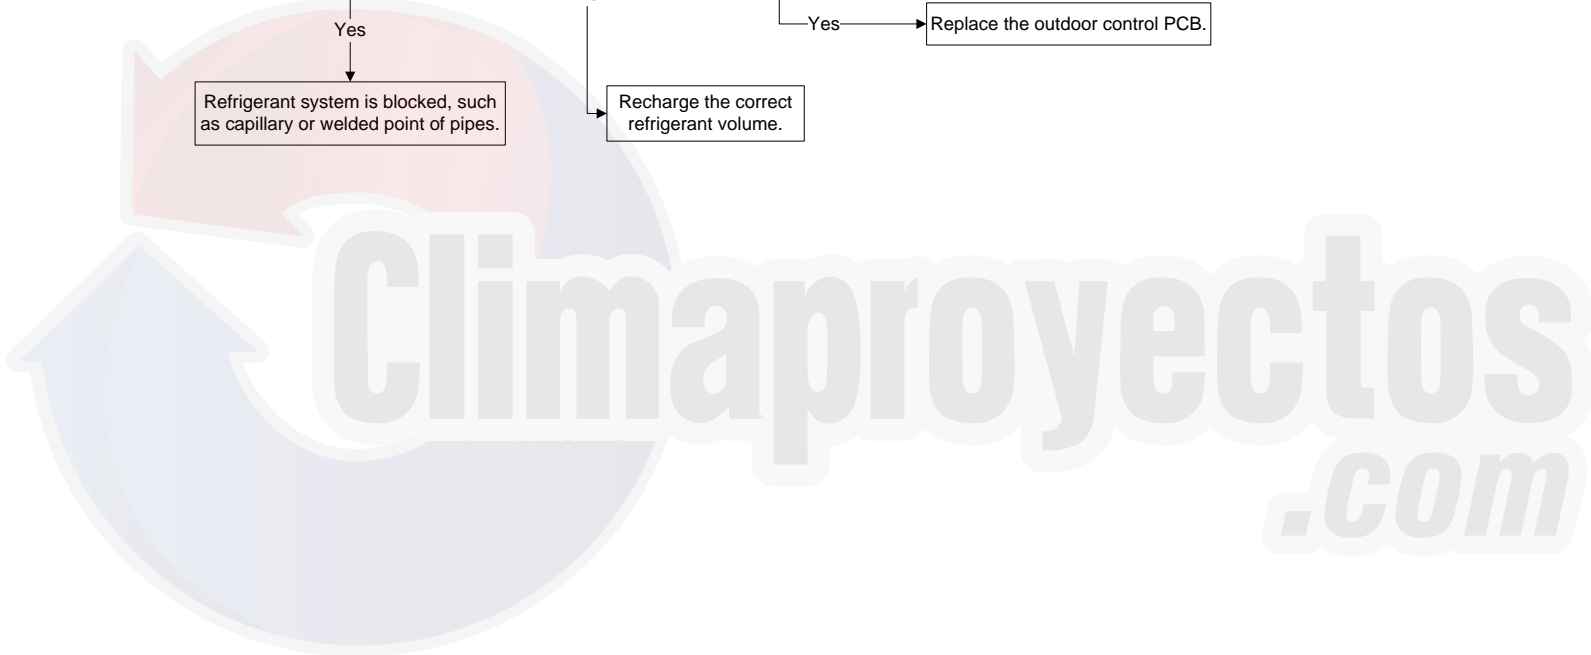 Yes
Yes
Replace the outdoor control PCB.
Refrigerant system is blocked, such
as capillary or welded point of pipes.
Recharge the correct
refrigerant volume.
Climaproyectos
.com